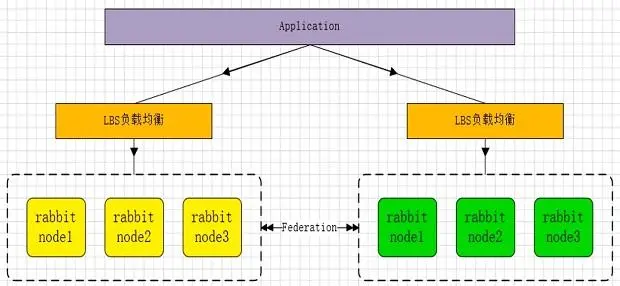 Application
LBS负载均衡
LBS负载均衡
rabbit
node1
rabbit
node2
rabbit
node3
Federation
rabbit
node1
rabbit
node2
rabbit
node3